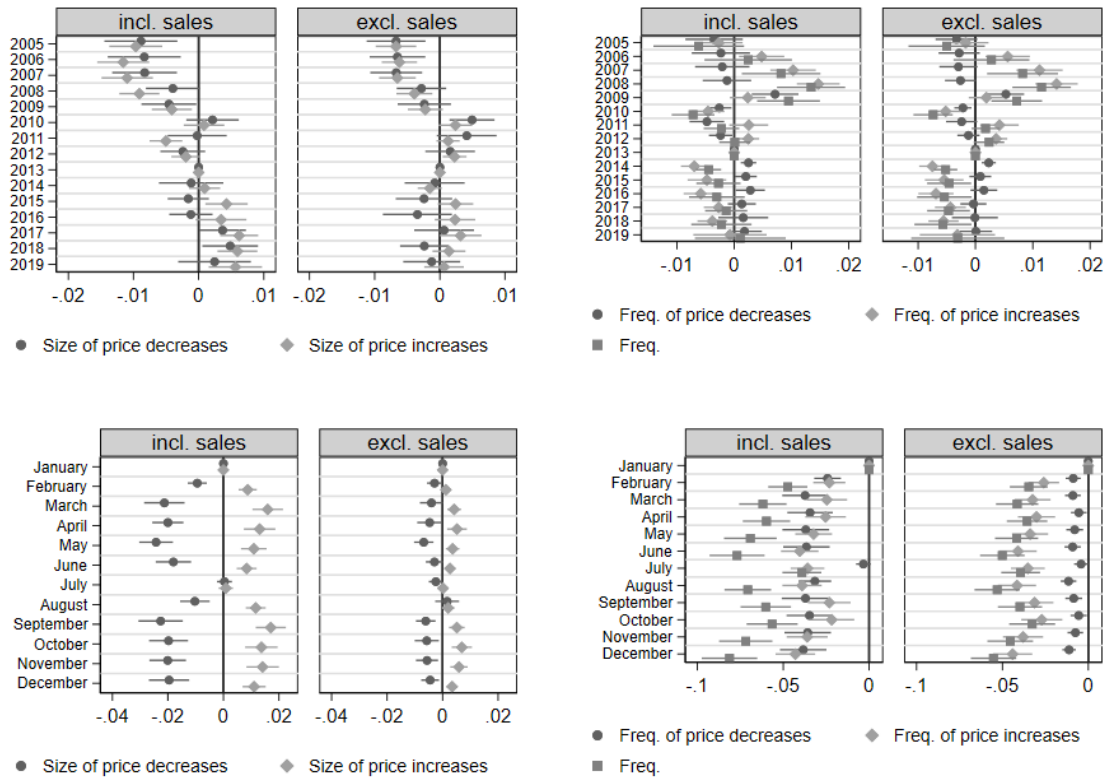 incl. sales
excl. sales
2005
2006
2007
2008
2009
2010
2011
2012
2013
2014
2015
2016
2017
2018
2019
-.02
-.01
0
.01
-.02
-.01
0
.01
Size of price decreases
Size of price increases
incl. sales
excl. sales
2005
2006
2007
2008
2009
2010
2011
2012
2013
2014
2015
2016
2017
2018
2019
-.01
0
.01
.02
-.01
0
.01
.02
Freq. of price decreases
Freq. of price increases
Freq.
incl. sales
excl. sales
January
February
March
April
May
June
July
August
September
October
November
December
-.04
-.02
0
.02
-.04
-.02
0
.02
Size of price decreases
Size of price increases
incl. sales
excl. sales
January
February
March
April
May
June
July
August
September
October
November
December
-.1
-.05
0
-.1
-.05
0
Freq. of price decreases
Freq. of price increases
Freq.